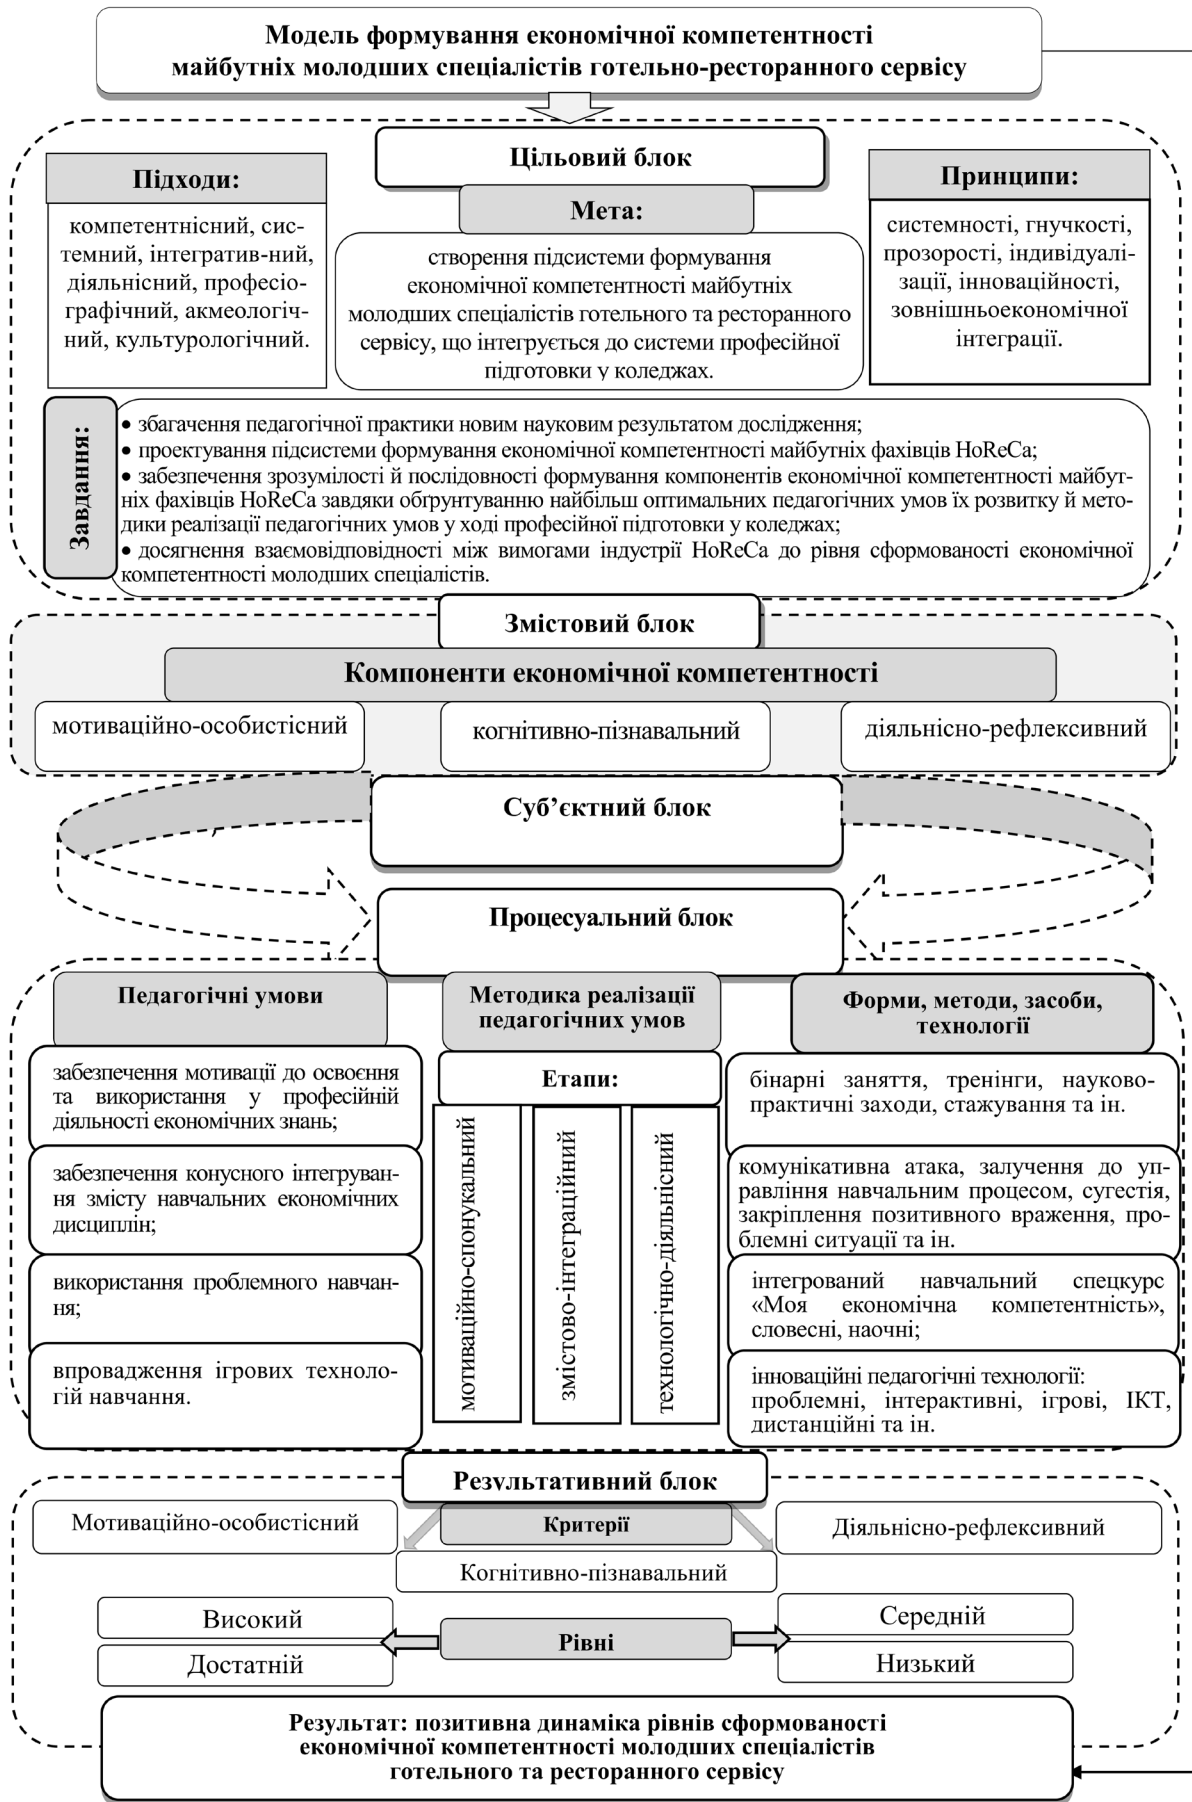 Модель формування економічної компетентності
майбутніх молодших спеціалістів готельно-ресторанного сервісу
Цільовий блок
Підходи:
компетентнісний, сис-
темний, інтегратив-ний,
діяльнісний, професіо-
графічний, акмеологіч-
ний, культурологічний.
Мета:
створення підсистеми формування
економічної компетентності майбутніх
молодших спеціалістів готельного та ресторанного
сервісу, що інтегрується до системи професійної
підготовки у коледжах.
Принципи:
системності, гнучкості,
прозорості, індивідуалі-
зації, інноваційності,
зовнішньоекономічної
інтеграції.
Завдання:
• збагачення педагогічної практики новим науковим результатом дослідження;
• проектування підсистеми формування економічної компетентності майбутніх фахівців HoReCa;
• забезпечення зрозумілості й послідовності формування компонентів економічної компетентності майбут-
ніх фахівців HoReCa завдяки обґрунтуванню найбільш оптимальних педагогічних умов їх розвитку й мето-
дики реалізації педагогічних умов у ході професійної підготовки у коледжах;
• досягнення взаємовідповідності між вимогами індустрії HoReCa до рівня сформованості економічної
компетентності молодших спеціалістів.
Змістовий блок
Компоненти економічної компетентності
мотиваційно-особистісний
когнітивно-пізнавальний
діяльнісно-рефлексивний
Суб’єктний блок
Процесуальний блок
Педагогічні умови
забезпечення мотивації до освоєння
та використання у професійній
діяльності економічних знань;
забезпечення конусного інтегруван-
ня змісту навчальних економічних
дисциплін;
використання проблемного навчан-
ня;
впровадження ігрових техноло-
гій навчання.
Методика реалізації
педагогічних умов
Етапи:
мотиваційно-спонукальний
змістово-інтеграційний
технологічно-діяльнісний
Форми, методи, засоби,
технології
бінарні заняття, тренінги, науково-
практичні заходи, стажування та ін.
комунікативна атака, залучення до уп-
равління навчальним процесом, сугестія,
закріплення позитивного враження, про-
блемні ситуації та ін.
інтегрований навчальний спецкурс
«Моя економічна компетентність»,
словесні, наочні;
інноваційні педагогічні технології:
проблемні, інтерактивні, ігрові, ІКТ,
дистанційні та ін.
Результативний блок
Мотиваційно-особистісний
Критерії
Діяльнісно-рефлексивний
Когнітивно-пізнавальний
Високий
Середній
Рівні
Достатній
Низький
Результат: позитивна динаміка рівнів сформованості
економічної компетентності молодших спеціалістів
готельного та ресторанного сервісу